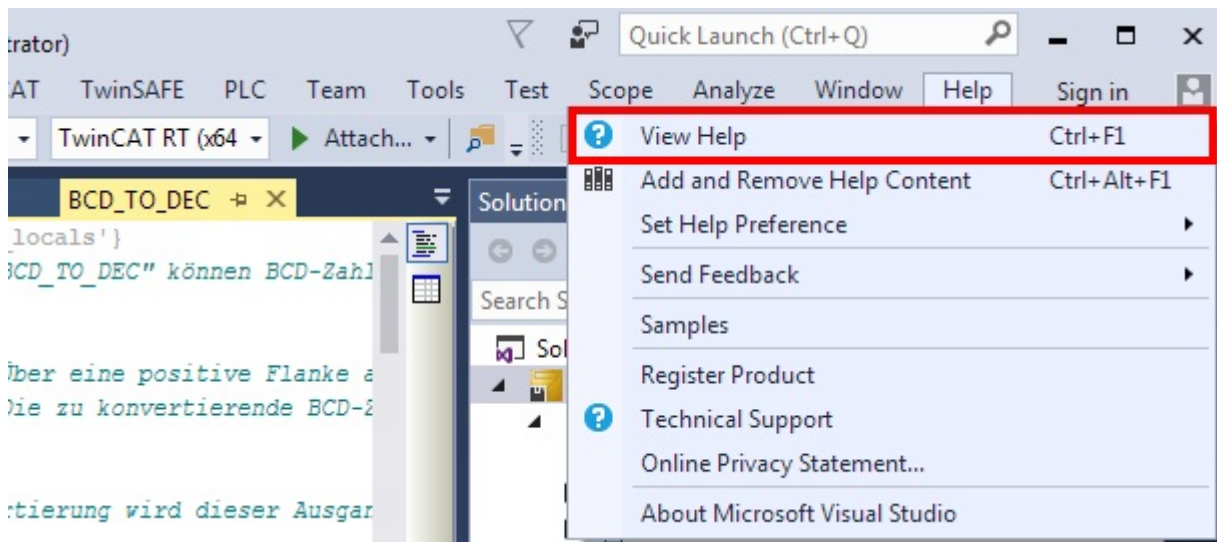 trator)
Quick Launch (Ctrl+Q)
AT TwinSAFE PLC Team Tools Test Scope Analyze Window Help Sign in
TwinCAT RT (x64 Attach...
View Help Ctrl+F1
BCD_TO_DEC
Solution
Add and Remove Help Content Ctrl+Alt+F1
_locals'}
Set Help Preference
BCD_TO_DEC" können BCD-Zahl
Send Feedback
Search S
Samples
Sol
Über eine positive Flanke a
Register Product
Die zu konvertierende BCD-Z
Technical Support
Online Privacy Statement...
rtierung wird dieser Ausgan
About Microsoft Visual Studio